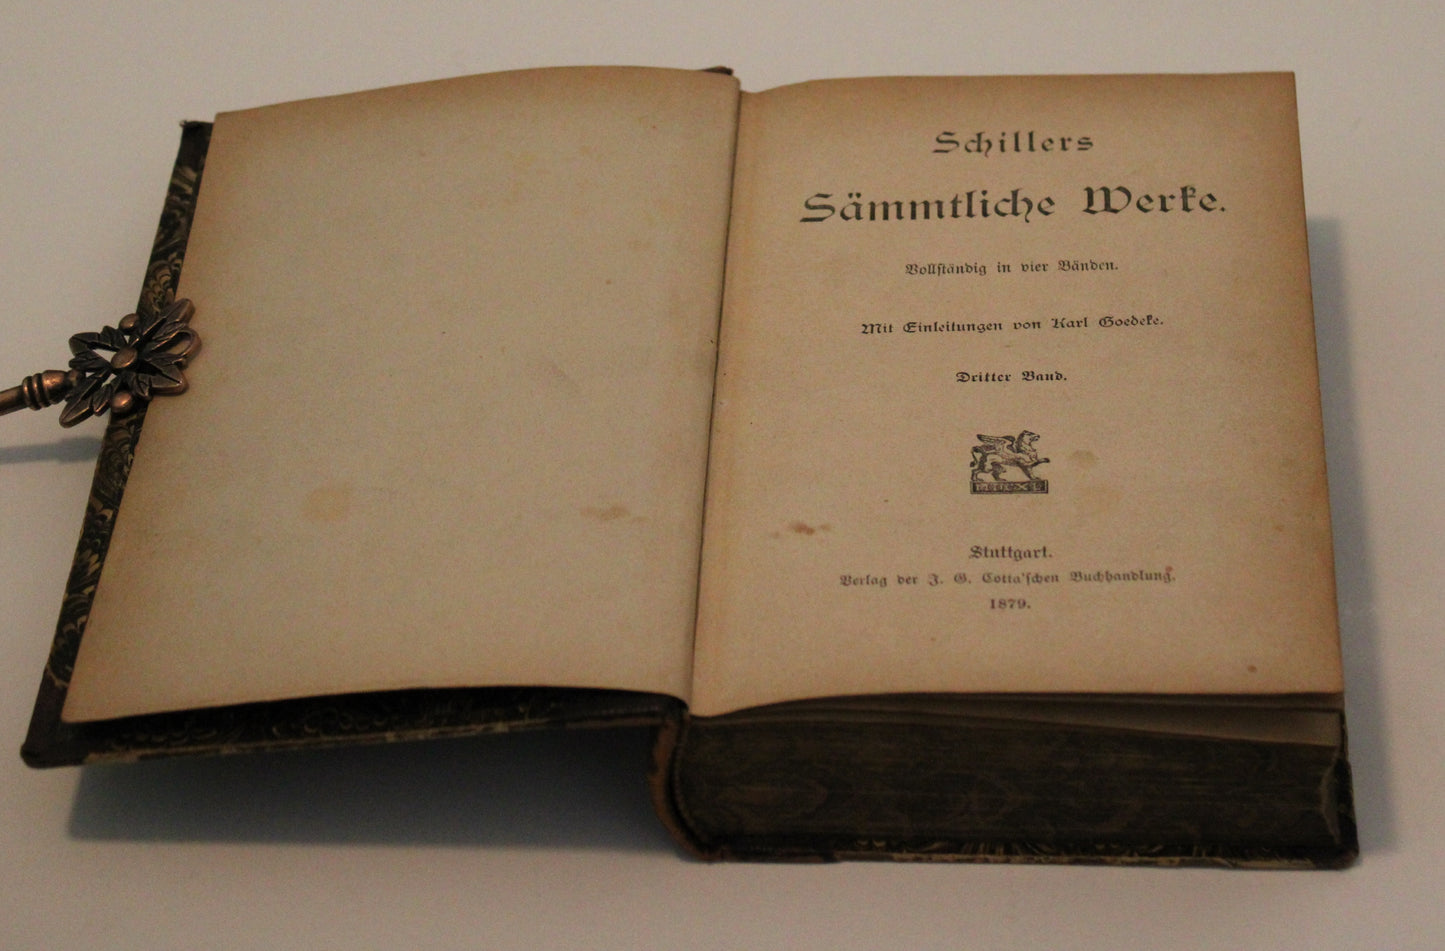 Schillers
Sämmtliche Werke.
Vollständig in vier Bänden.
Mit Einleitungen von Karl Goedeke.
Dritter Band.
Stuttgart.
Verlag der J. G. Cotta'schen Buchhandlung.
1879.